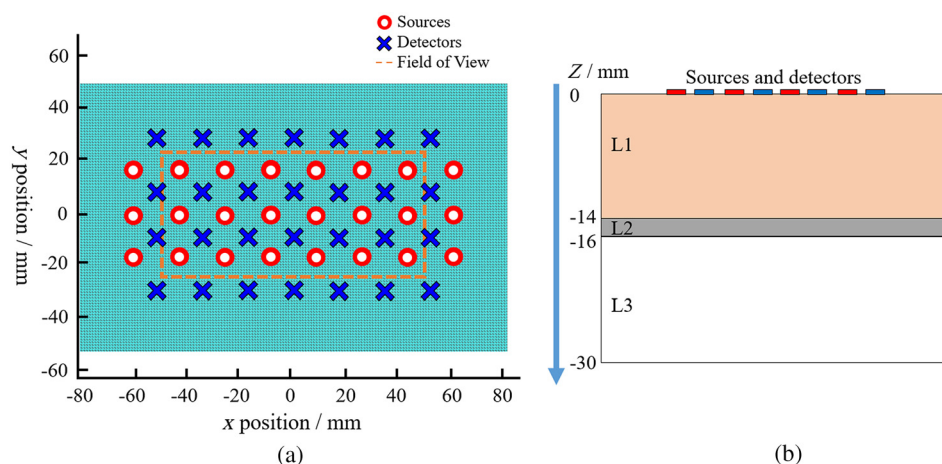 Sources
Detectors
Field of View
60
40
20
0
-20
-40
-60
y position / mm
-80 -60 -40 -20 0 20 40 60 80
x position / mm
(a)
Z / mm
Sources and detectors
0
L1
-14
L2
-16
L3
-30
(b)